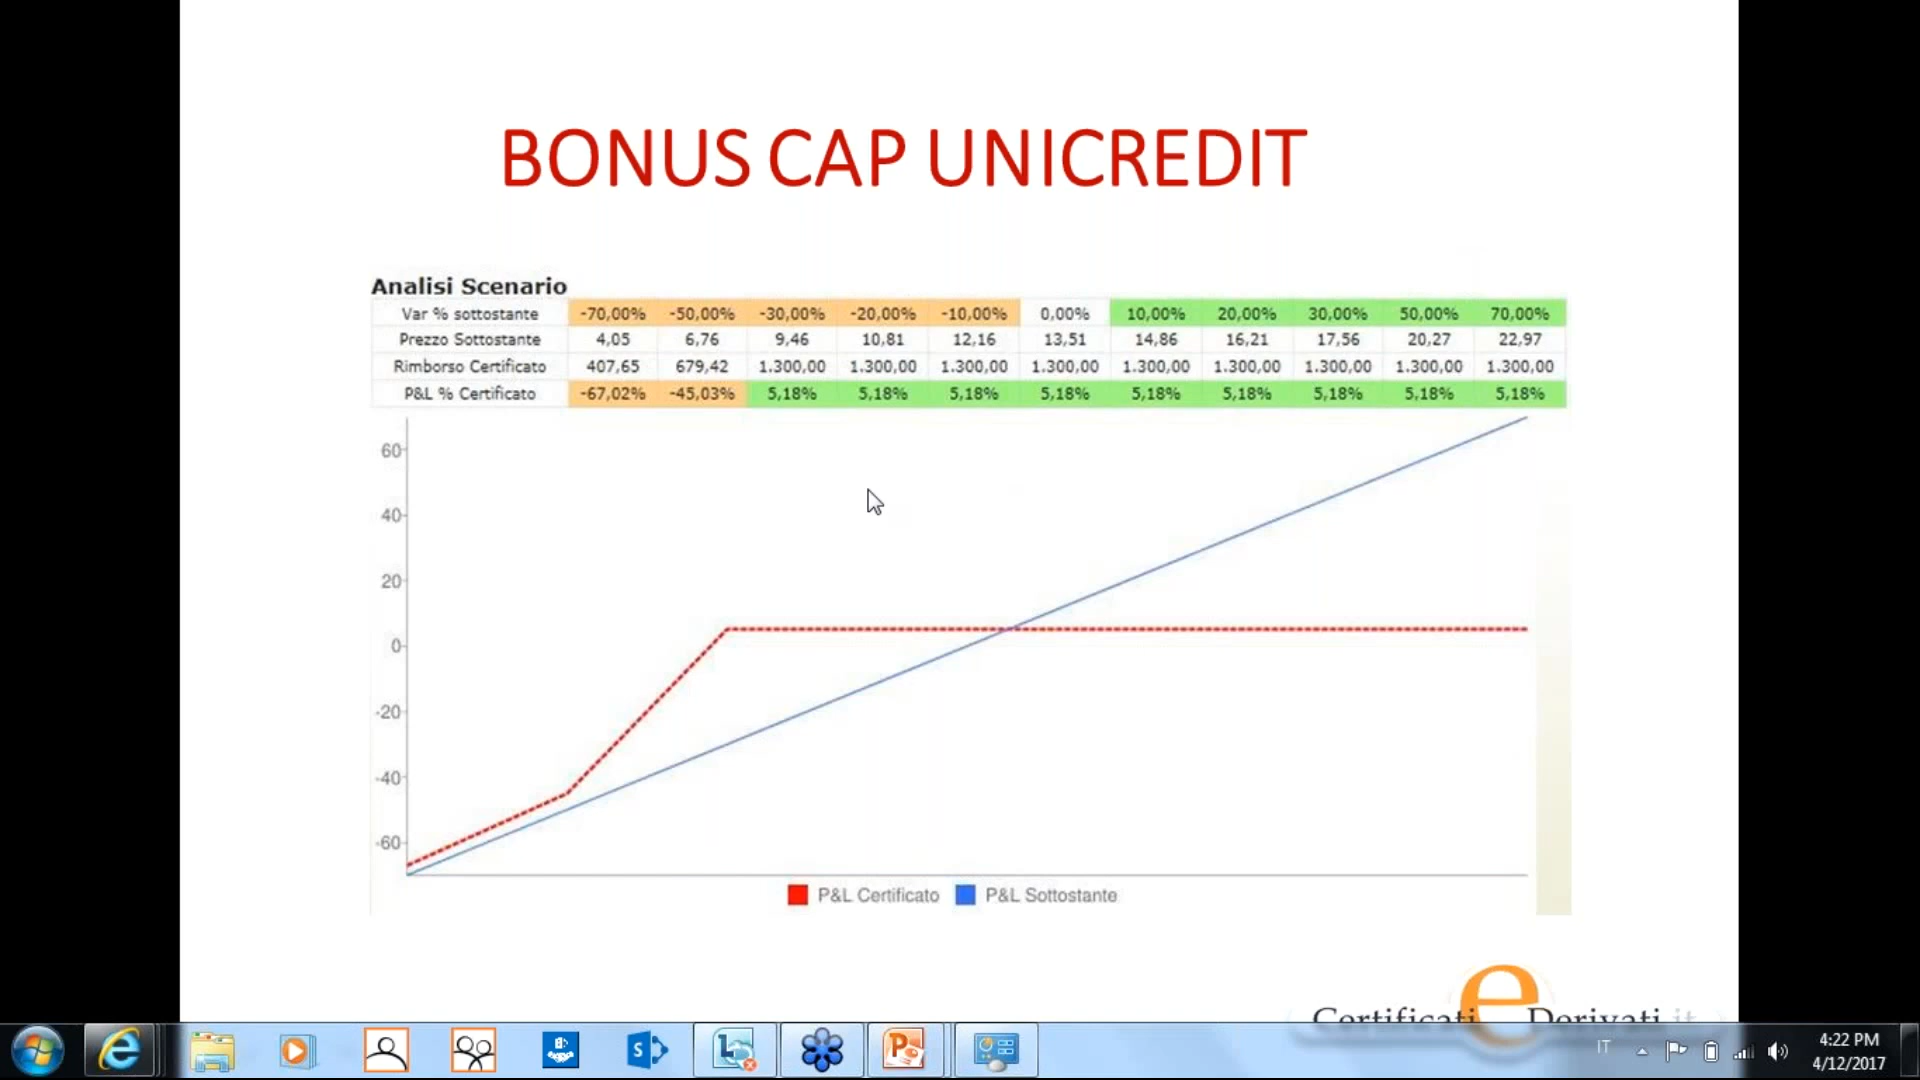 BONUS CAP UNICREDIT
Analisi Scenario
Var % sottostante -70,00% -50,00% -30,00% -20,00% -10,00% 0,00% 10,00% 20,00% 30,00% 50,00% 70,00%
Prezzo Sottostante 4,05 6,76 9,46 10,81 12,16 13,51 14,86 16,21 17,56 20,27 22,97
Rimborso Certificato 407,65 679,42 1.300,00 1.300,00 1.300,00 1.300,00 1.300,00 1.300,00 1.300,00 1.300,00 1.300,00
P&L % Certificato -67,02% -45,03% 5,18% 5,18% 5,18% 5,18% 5,18% 5,18% 5,18% 5,18% 5,18%
60
40
20
0
-20
-40
-60
P&L Certificato P&L Sottostante
Certificati e Derivati.it
IT
4:22 PM
4/12/2017